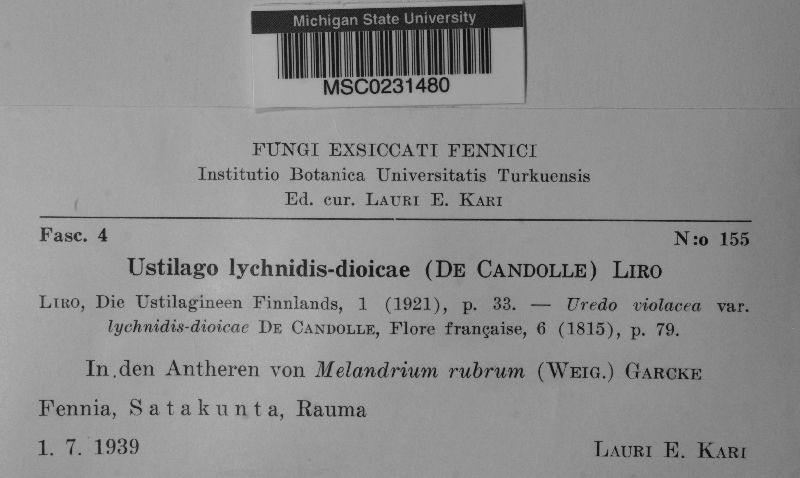 Michigan State University
MSC0231480
FUNGI EXSICCATI FENNICI
Institutio Botanica Universitatis Turkuensis
Ed. cur. LAURI E. KARI
Fasc. 4 N:o 155
Ustilago lychnidis-dioicae (DE CANDOLLE) LIRO
LIRO, Die Ustilagineen Finnlands, 1 (1921), p. 33. — Uredo violacea var.
lychnidis-dioicae DE CANDOLLE, Flore française, 6 (1815), p. 79.
In den Antheren von Melandrium rubrum (WEIG.) GARCKE
Fennia, Satakunta, Rauma
1. 7. 1939 LAURI E. KARI